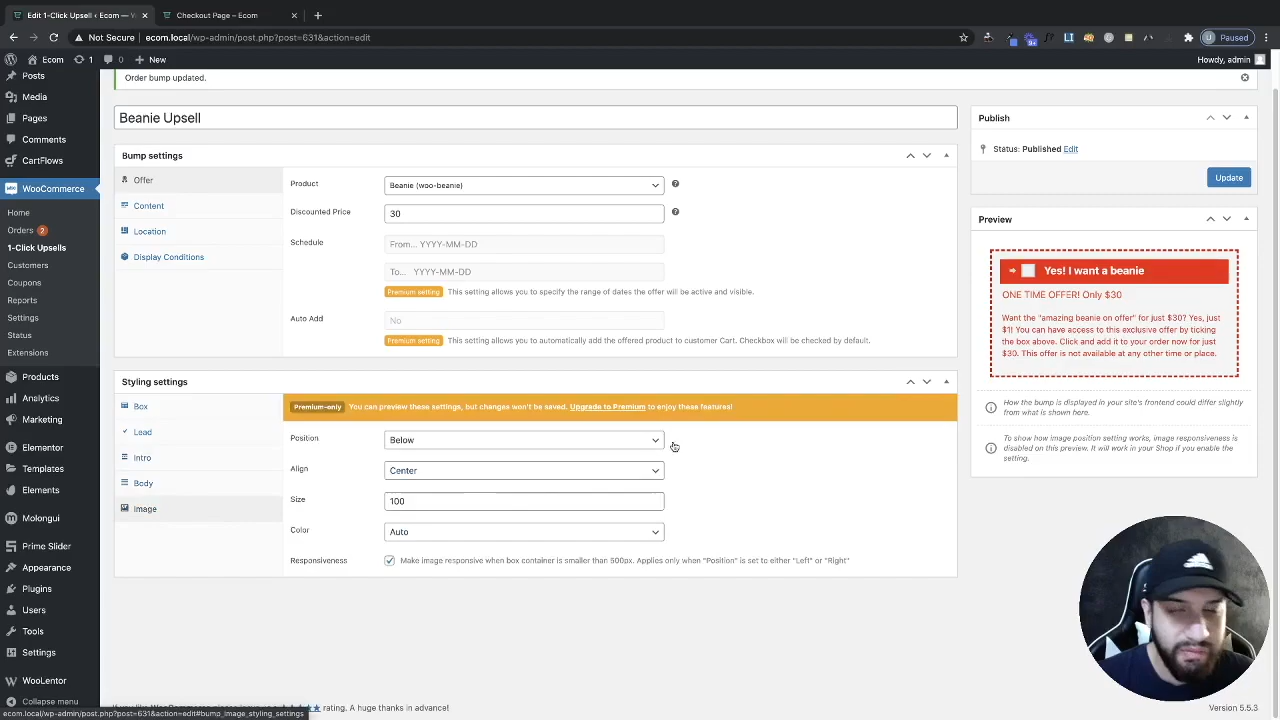 Edit 1-Click Upsell ‹ Ecom — W
Checkout Page – Ecom
Not Secure
ecom.local/wp-admin/post.php?post=631&action=edit
Paused
Ecom
1
0
New
Howdy, admin
Posts
Media
Pages
Comments
CartFlows
WooCommerce
Home
Orders 2
1-Click Upsells
Customers
Coupons
Reports
Settings
Status
Extensions
Products
Analytics
Marketing
Elementor
Templates
Elements
Molongui
Prime Slider
Appearance
Plugins
Users
Tools
Settings
WooLentor
Collapse menu
Order bump updated.
Beanie Upsell
Bump settings
Offer
Content
Location
Display Conditions
Product
Beanie (woo-beanie)
Discounted Price
30
Schedule
From... YYYY-MM-DD
To... YYYY-MM-DD
Premium setting This setting allows you to specify the range of dates the offer will be active and visible.
Auto Add
No
Premium setting This setting allows you to automatically add the offered product to customer Cart. Checkbox will be checked by default.
Styling settings
Box
Lead
Intro
Body
Image
Premium-only You can preview these settings, but changes won't be saved. Upgrade to Premium to enjoy these features!
Position
Below
Align
Center
Size
100
Color
Auto
Responsiveness
Make image responsive when box container is smaller than 500px. Applies only when "Position" is set to either "Left" or "Right"
Publish
Status: Published Edit
Update
Preview
Yes! I want a beanie
ONE TIME OFFER! Only $30
Want the "amazing beanie on offer" for just $30? Yes, just
$1! You can have access to this exclusive offer by ticking
the box above. Click and add it to your order now for just
$30. This offer is not available at any other time or place.
How the bump is displayed in your site's frontend could differ slightly
from what is shown here.
To show how image position setting works, image responsiveness is
disabled on this preview. It will work in your Shop if you enable the
setting.
rating. A huge thanks in advance!
Version 5.5.3
ecom.local/wp-admin/post.php?post=631&action=edit#bump_image_styling_settings